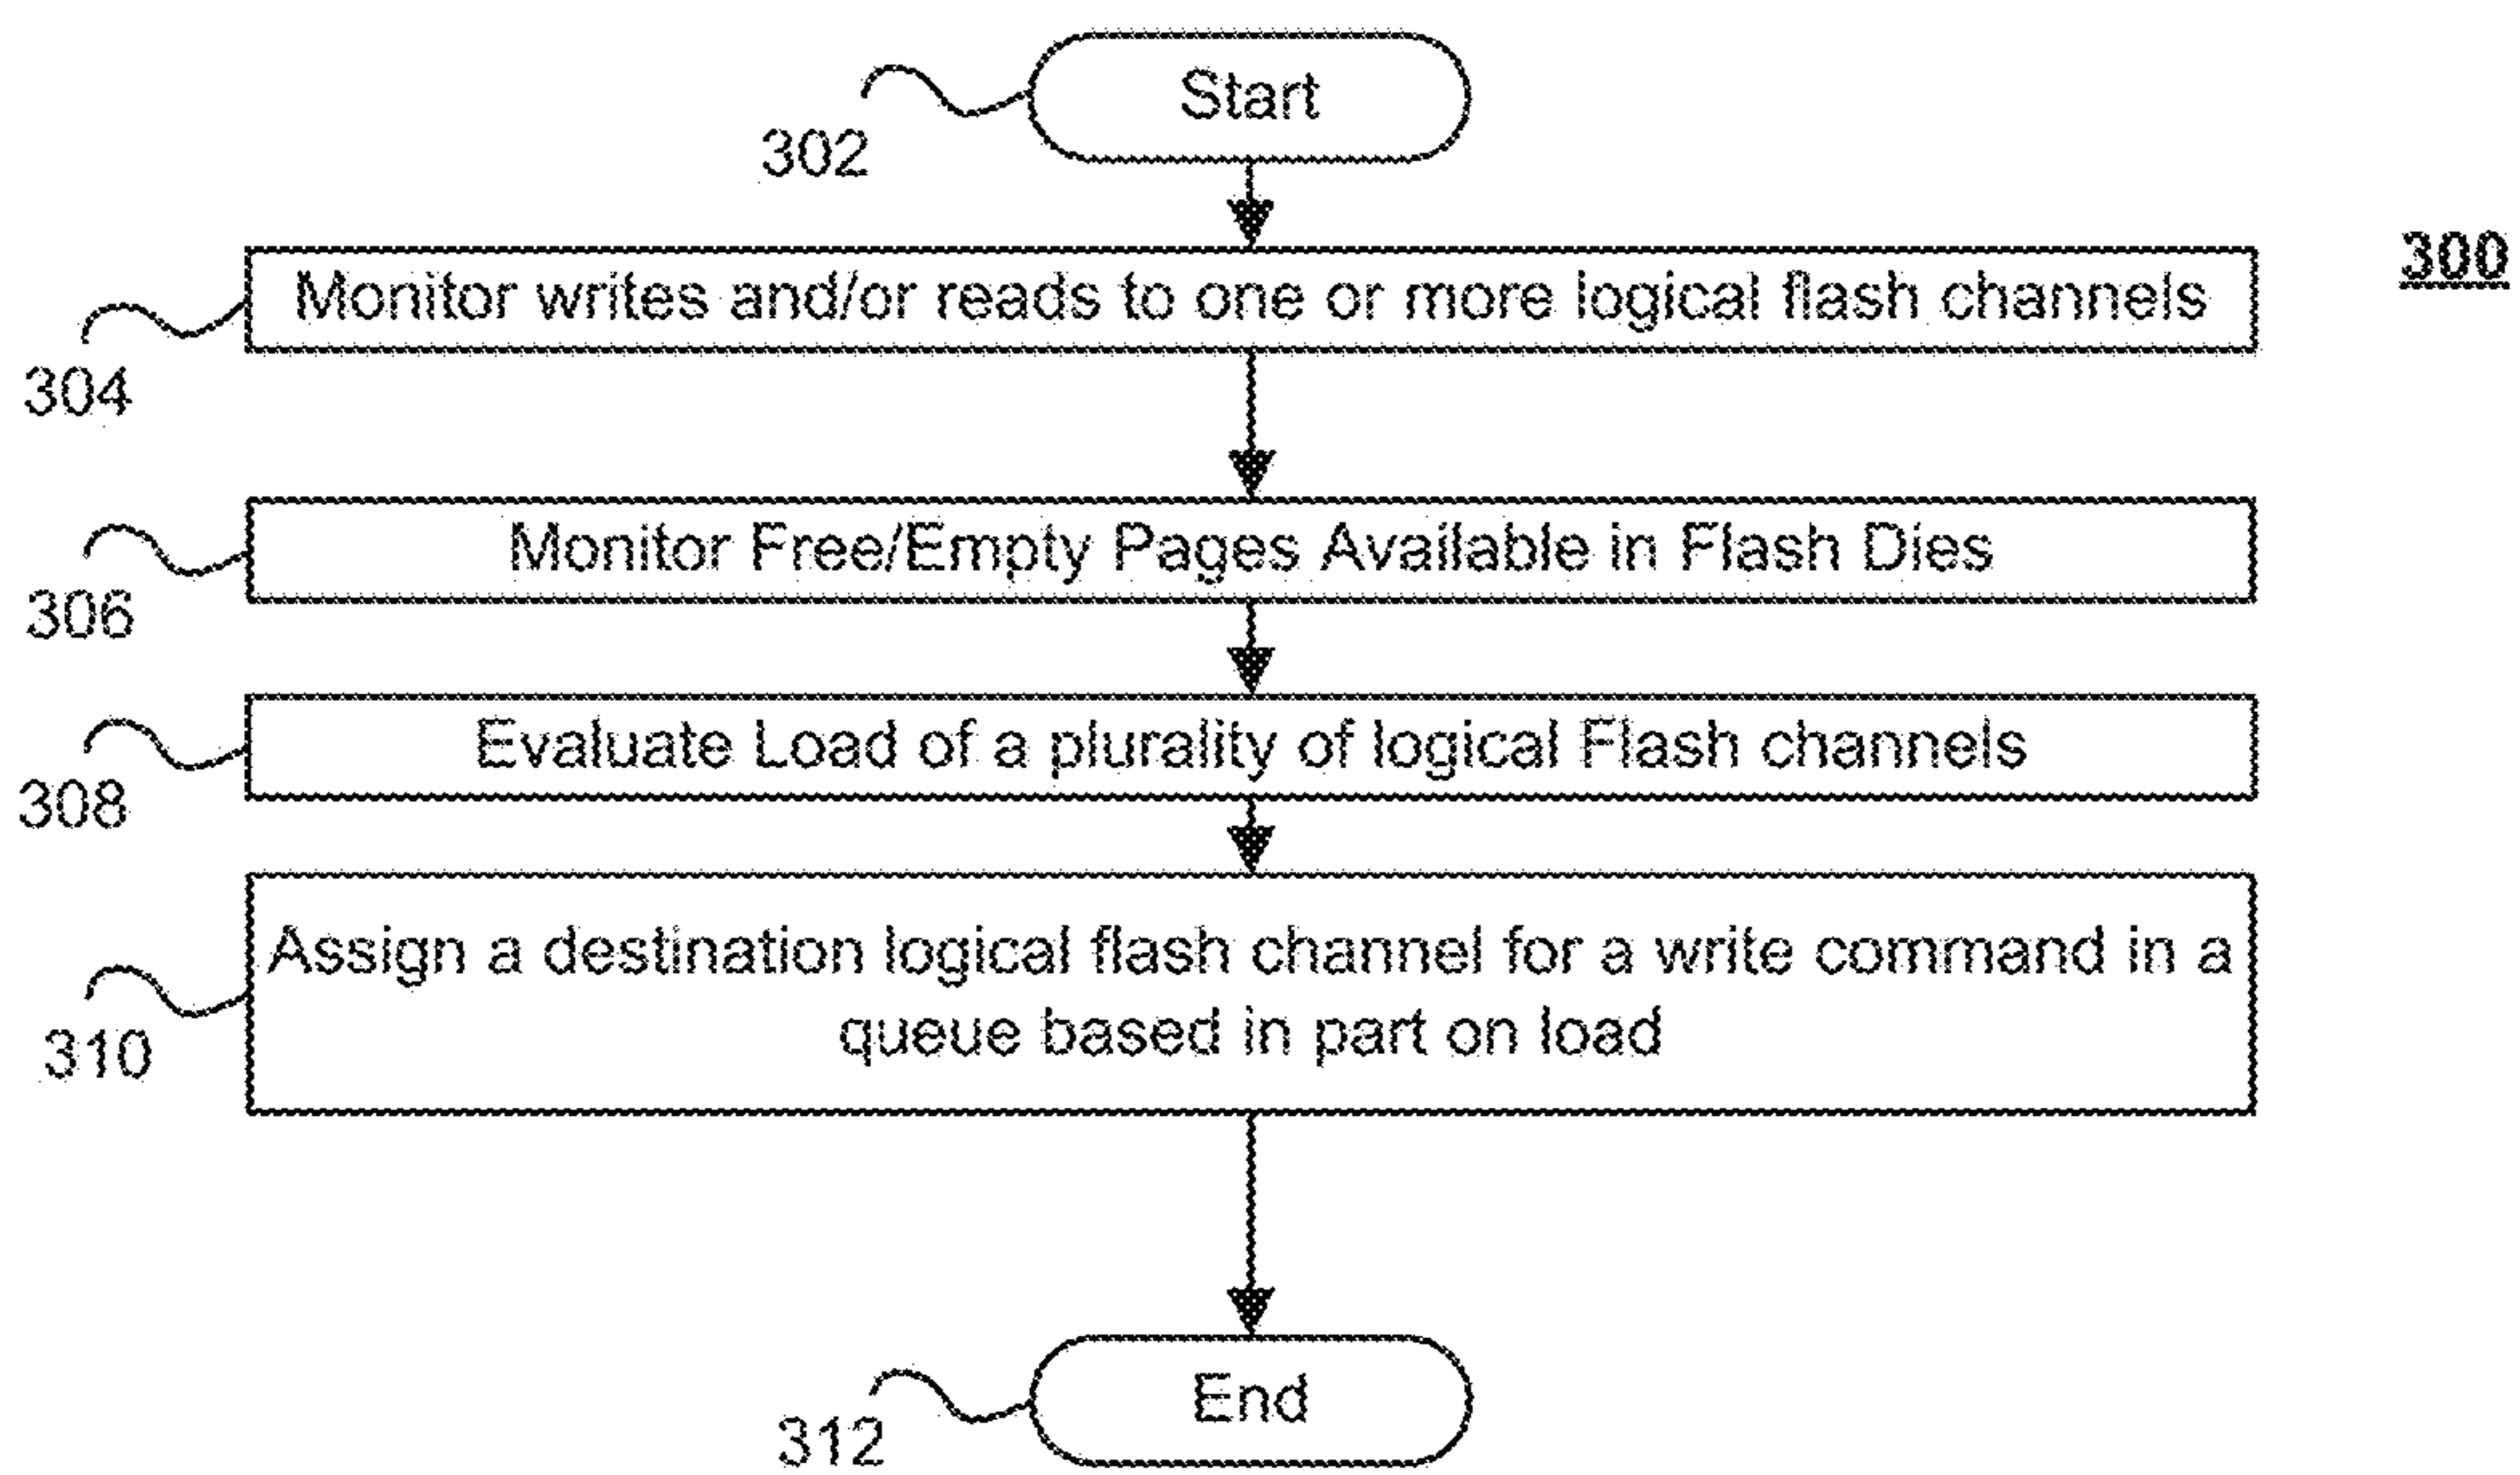 Start
302
300
Monitor writes and/or reads to one or more logical flash channels
304
Monitor Free/Empty Pages Available in Flash Dies
306
Evaluate Load of a plurality of logical Flash channels
308
Assign a destination logical flash channel for a write command in a
queue based in part on load
310
End
312